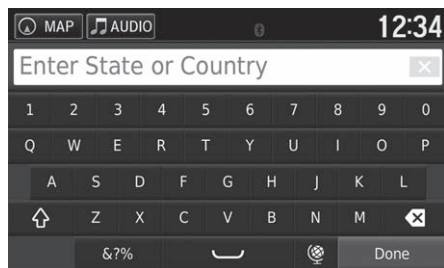 MAP AUDIO 12:34
Enter State or Country
1 2 3 4 5 6 7 8 9 0
Q W E R T Y U I O P
A S D F G H J K L
Z X C V B N M
&?% Done